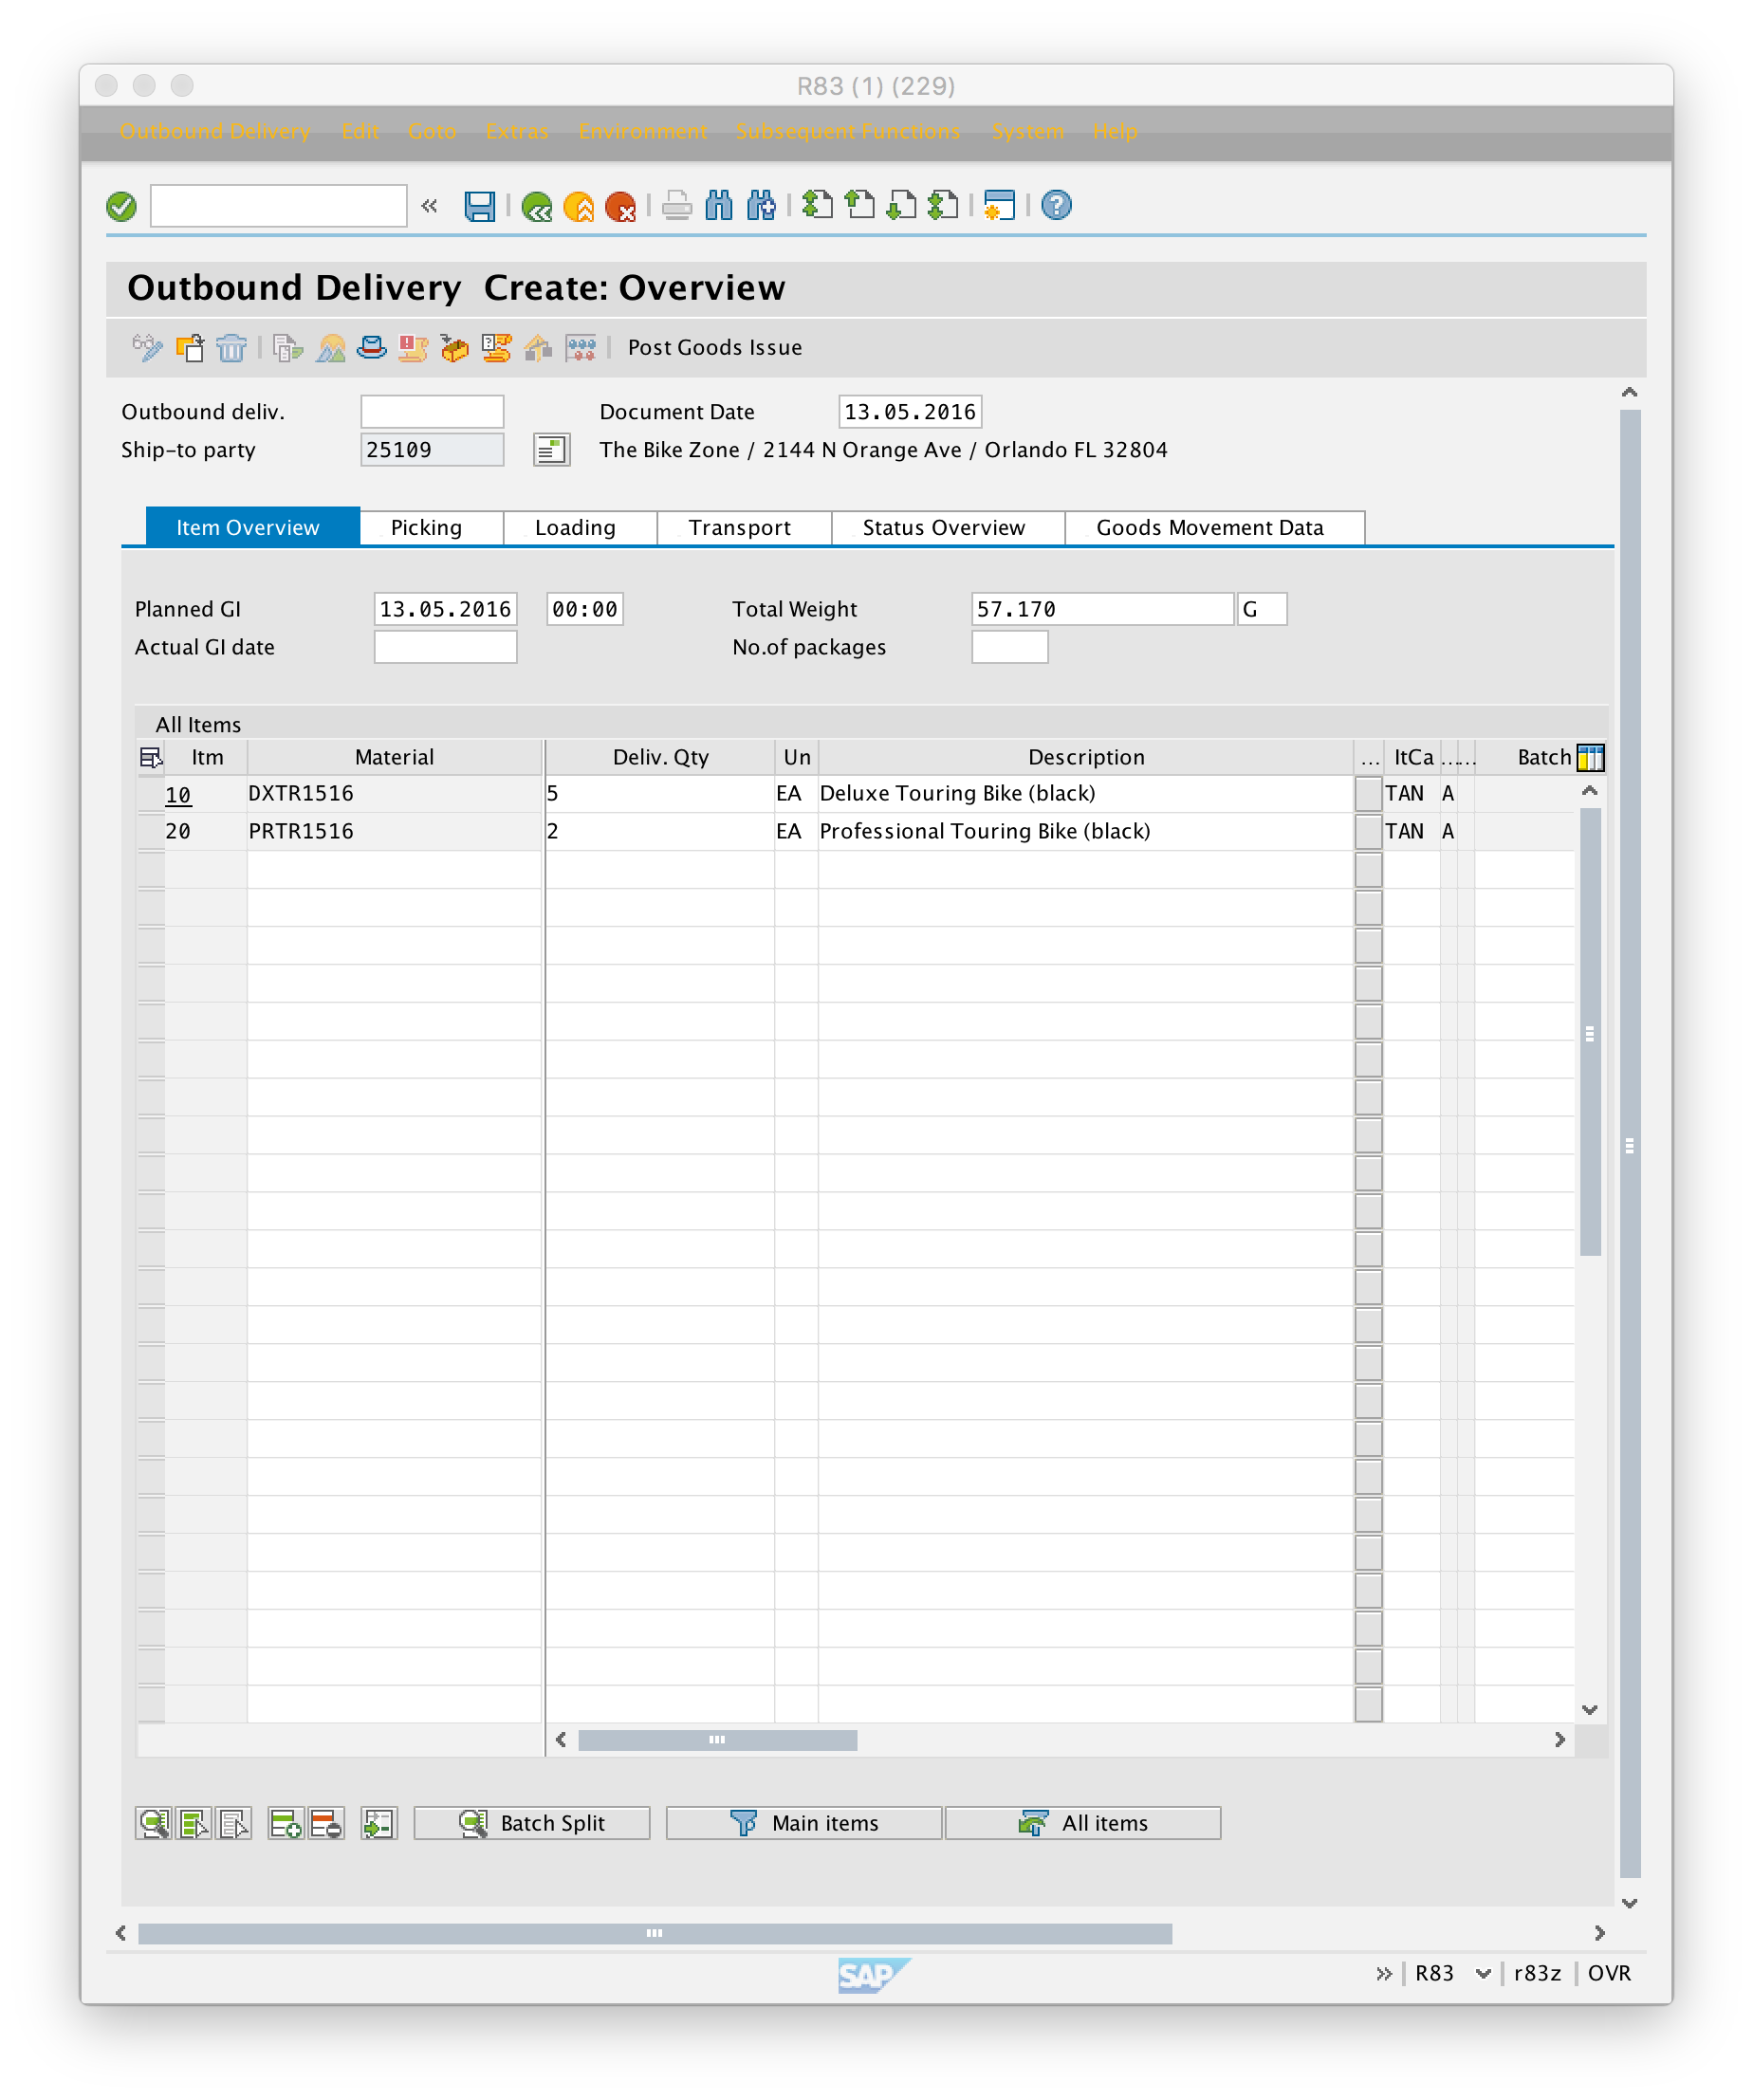 R83 (1) (229)
Outbound Delivery Edit Goto Extras Environment Subsequent Functions System Help
Outbound Delivery Create: Overview
Post Goods Issue
Outbound deliv. Document Date 13.05.2016
Ship-to party 25109 The Bike Zone / 2144 N Orange Ave / Orlando FL 32804
Item Overview Picking Loading Transport Status Overview Goods Movement Data
Planned GI 13.05.2016 00:00 Total Weight 57.170 G
Actual GI date No.of packages
All Items
Itm Material Deliv. Qty Un Description ... ItCa ... ... Batch
10 DXTR1516 5 EA Deluxe Touring Bike (black) TAN A
20 PRTR1516 2 EA Professional Touring Bike (black) TAN A
Batch Split Main items All items
SAP R83 r83z OVR